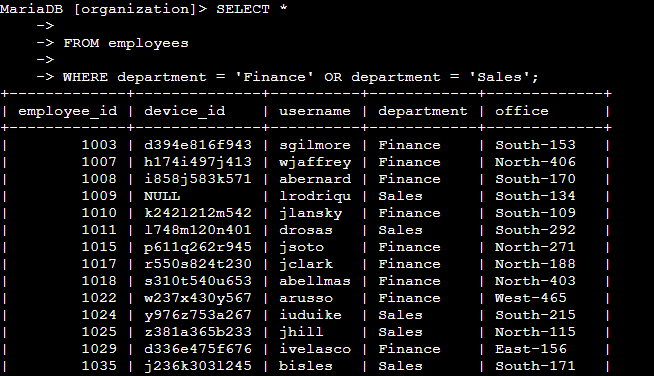 MariaDB [organization]> SELECT *
    ->
    -> FROM employees
    ->
    -> WHERE department = 'Finance' OR department = 'Sales';
+-------------+--------------+----------+------------+-------------+
| employee_id | device_id    | username | department | office      |
+-------------+--------------+----------+------------+-------------+
|        1003 | d394e816f943 | sgilmore | Finance    | South-153   |
|        1007 | h174i497j413 | wjaffrey | Finance    | North-406   |
|        1008 | i858j583k571 | abernard | Finance    | South-170   |
|        1009 | NULL         | lrodriqu | Sales      | South-134   |
|        1010 | k242l212m542 | jlansky  | Finance    | South-109   |
|        1011 | l748m120n401 | drosas   | Sales      | South-292   |
|        1015 | p611q262r945 | jsoto    | Finance    | North-271   |
|        1017 | r550s824t230 | jclark   | Finance    | North-188   |
|        1018 | s310t540u653 | abellmas | Finance    | North-403   |
|        1022 | w237x430y567 | arusso   | Finance    | West-465    |
|        1024 | y976z753a267 | iuduike  | Sales      | South-215   |
|        1025 | z381a365b233 | jhill    | Sales      | North-115   |
|        1029 | d336e475f676 | ivelasco | Finance    | East-156    |
|        1035 | j236k303l245 | bisles   | Sales      | South-171   |